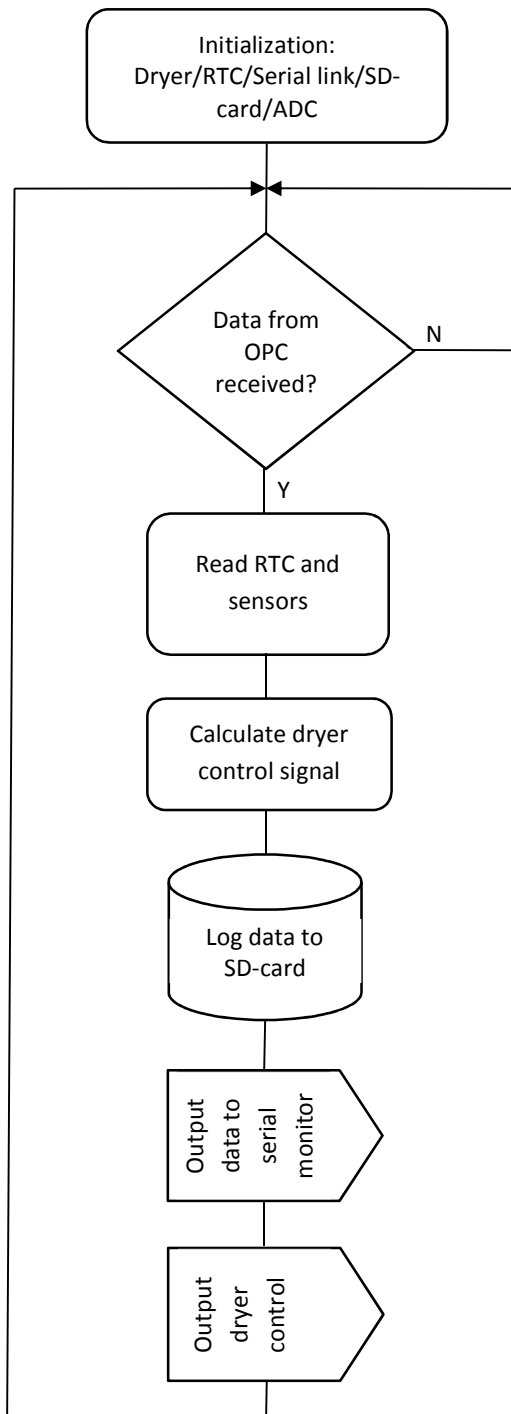 Initialization:
Dryer/RTC/Serial link/SD-
card/ADC
Data from
OPC
received?
N
Y
Read RTC and
sensors
Calculate dryer
control signal
Log data to
SD-card
Output
data to
serial
monitor
Output
dryer
control